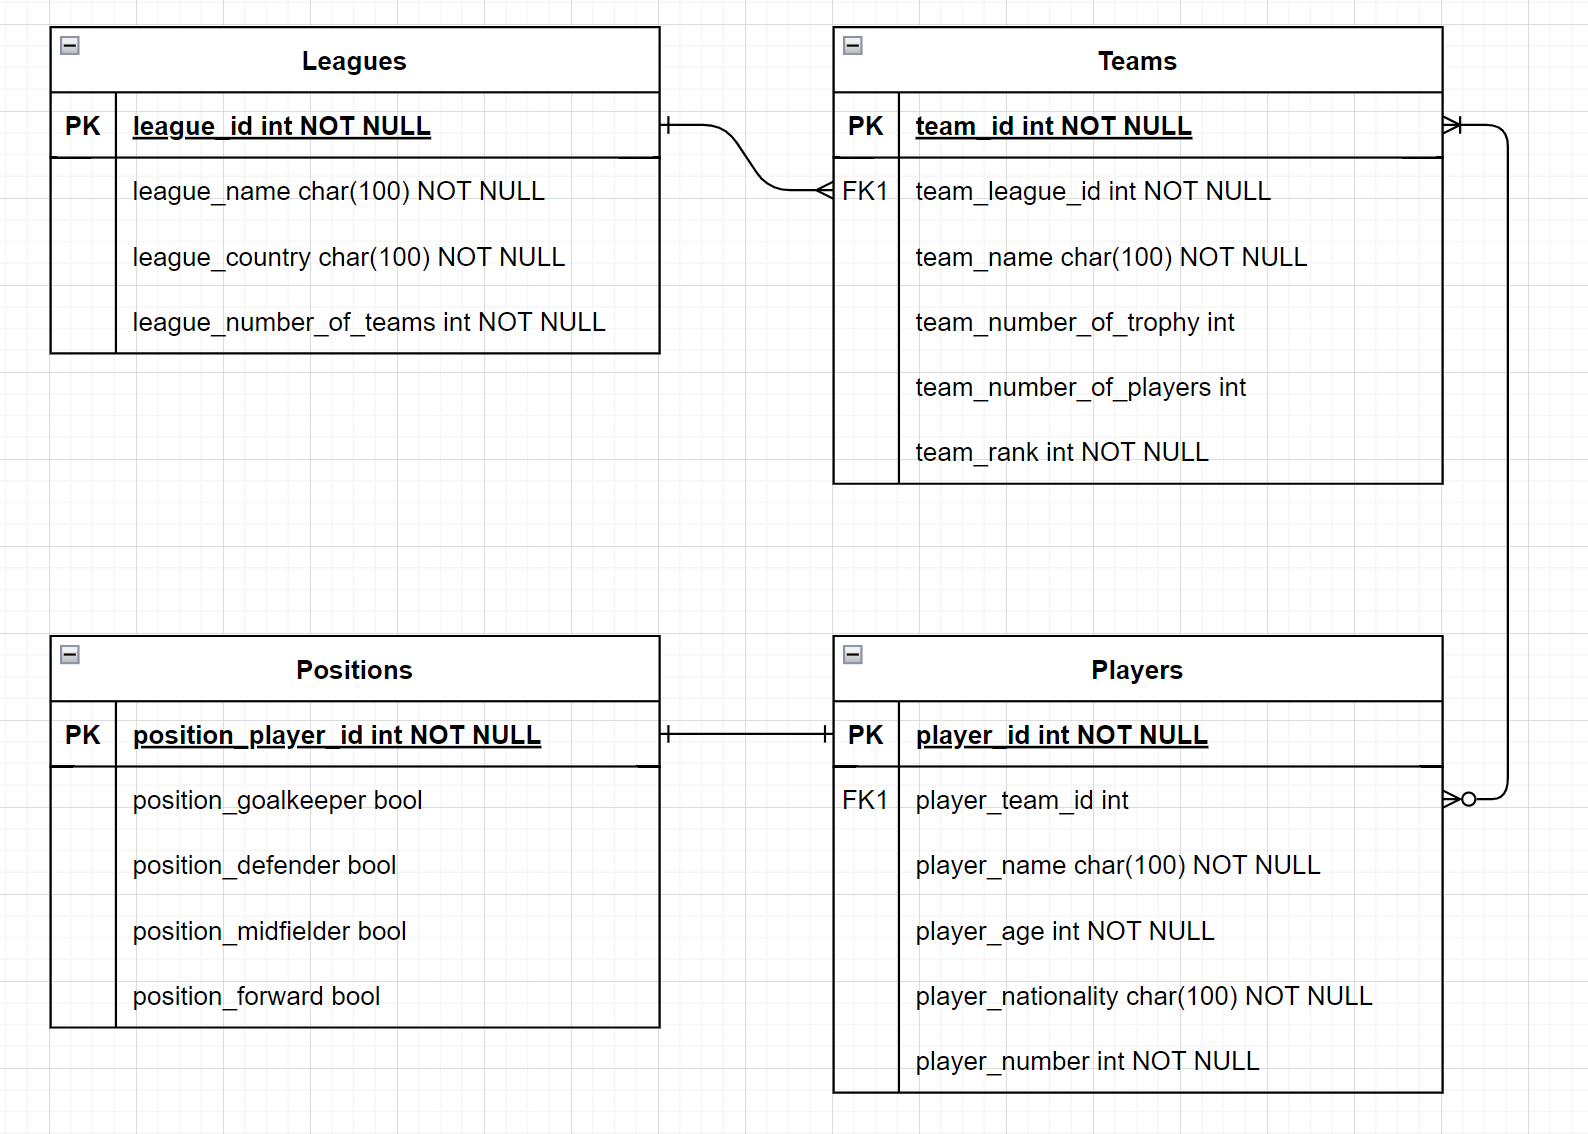 Leagues
PK league_id int NOT NULL
league_name char(100) NOT NULL
league_country char(100) NOT NULL
league_number_of_teams int NOT NULL
Teams
PK team_id int NOT NULL
FK1 team_league_id int NOT NULL
team_name char(100) NOT NULL
team_number_of_trophy int
team_number_of_players int
team_rank int NOT NULL
Positions
PK position_player_id int NOT NULL
position_goalkeeper bool
position_defender bool
position_midfielder bool
position_forward bool
Players
PK player_id int NOT NULL
FK1 player_team_id int
player_name char(100) NOT NULL
player_age int NOT NULL
player_nationality char(100) NOT NULL
player_number int NOT NULL